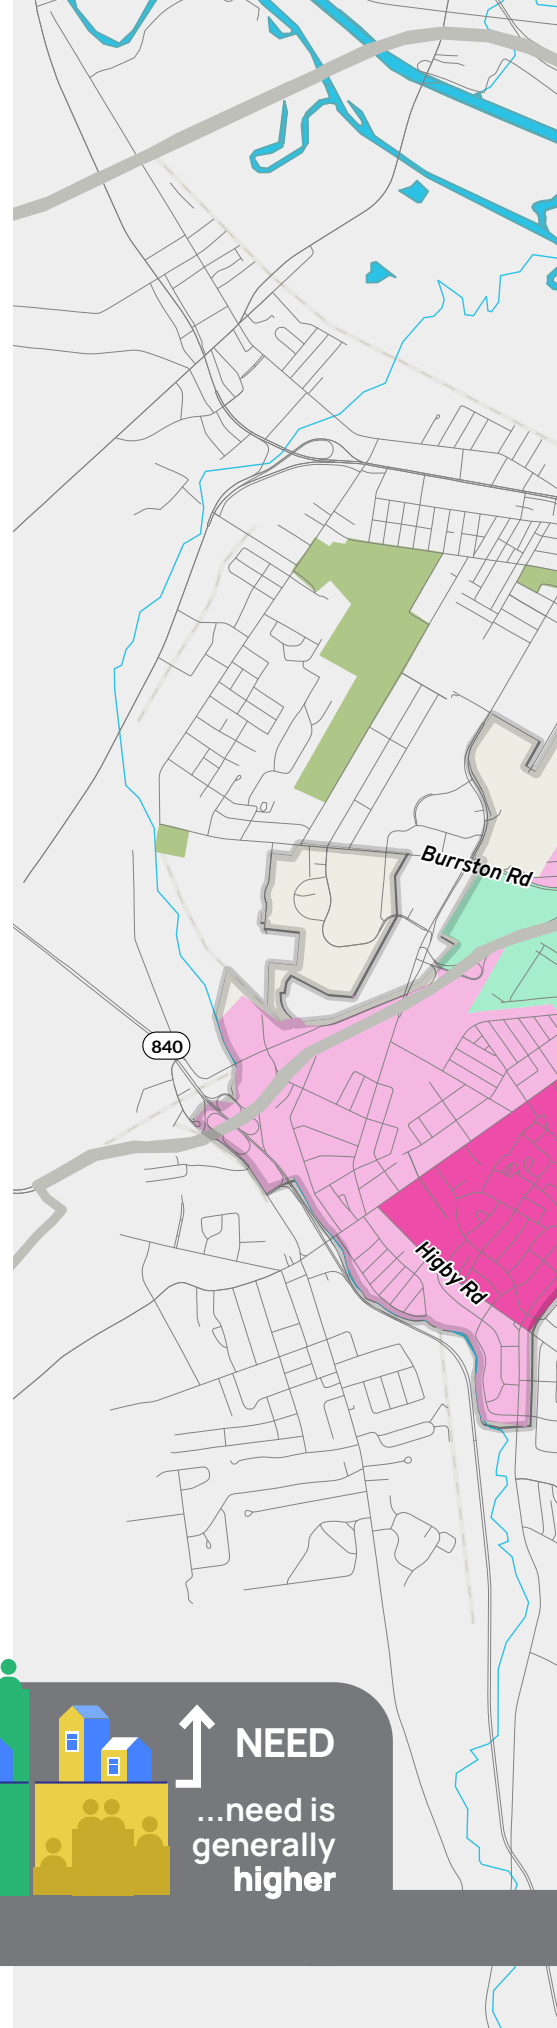 Burrston Rd
840
Higby Rd
NEED
...need is
generally
higher